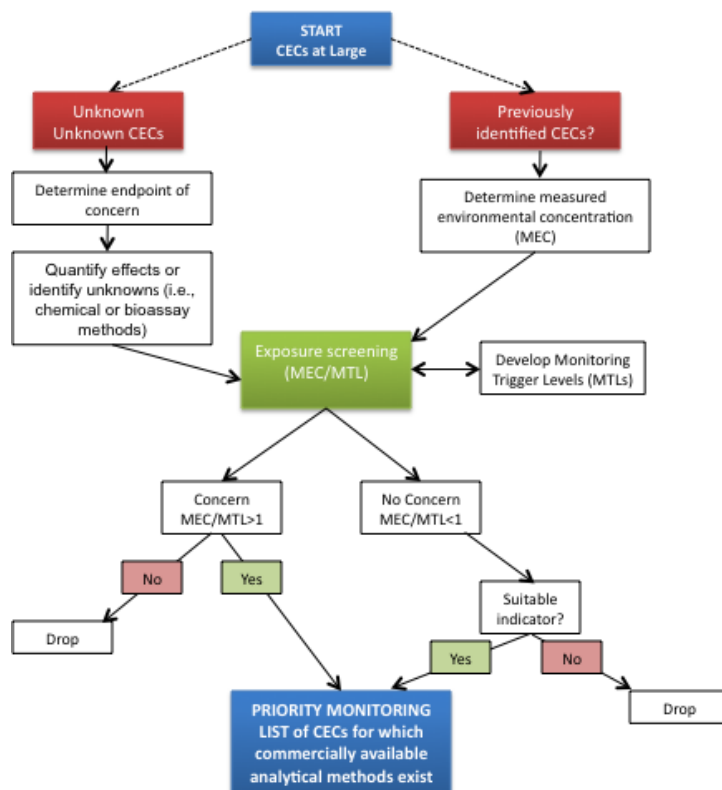 START
CECs at Large
Unknown
Unknown CECs
Previously
identified CECs?
Determine endpoint of
concern
Determine measured
environmental concentration
(MEC)
Quantify effects or
identify unknowns (i.e.,
chemical or bioassay
methods)
Exposure screening
(MEC/MTL)
Develop Monitoring
Trigger Levels (MTLs)
Concern
MEC/MTL>1
No Concern
MEC/MTL<1
No
Yes
Suitable
indicator?
Drop
Yes
No
Drop
PRIORITY MONITORING
LIST of CECs for which
commercially available
analytical methods exist